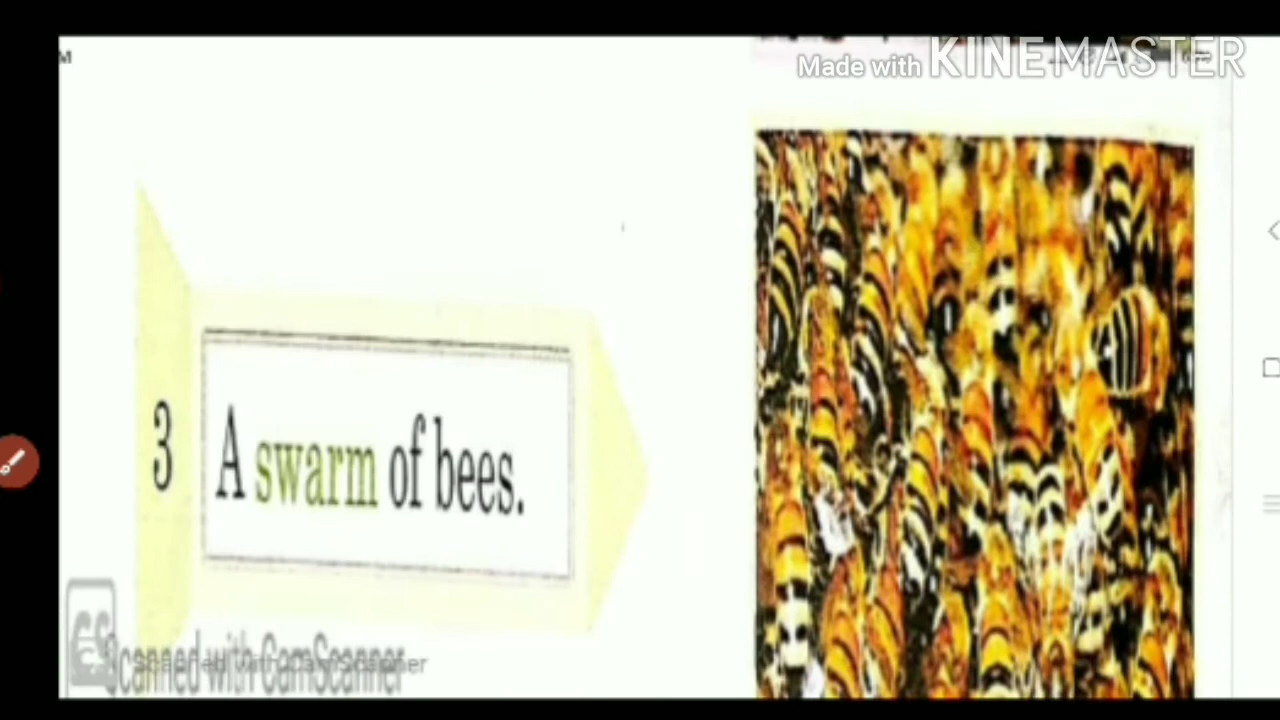 M
Made with KINEMASTER
3
A swarm of bees.
Scanned with CamScanner